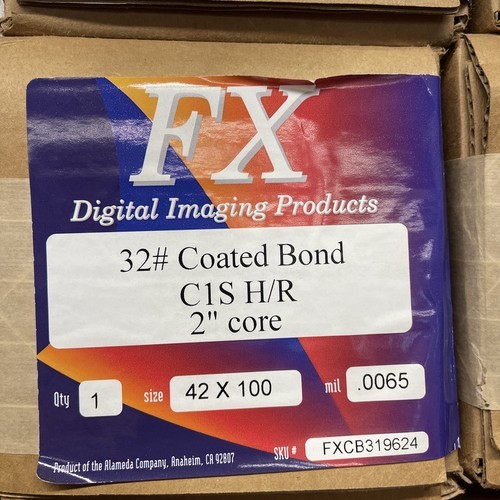 FX
Digital Imaging Products
32# Coated Bond
C1S H/R
2" core
Qty 1 size 42 X 100 mil .0065
SKU # FXCB319624
Product of the Alameda Company, Anaheim, CA 92807